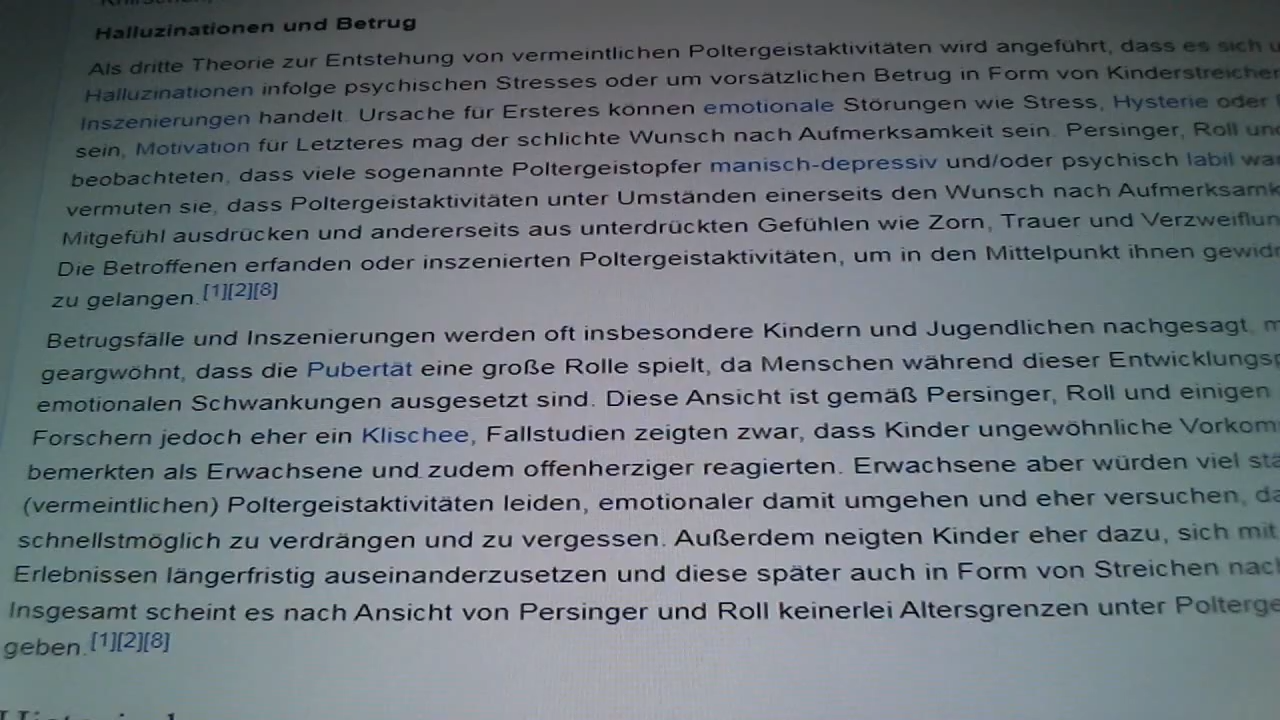 Halluzinationen und Betrug
Als dritte Theorie zur Entstehung von vermeintlichen Poltergeistaktivitäten wird angeführt, dass es sich
Halluzinationen infolge psychischen Stresses oder um vorsätzlichen Betrug in Form von Kinderstreichen
Inszenierungen handelt. Ursache für Ersteres können emotionale Störungen wie Stress, Hysterie oder
sein, Motivation für Letzteres mag der schlichte Wunsch nach Aufmerksamkeit sein. Persinger, Roll und
beobachteten, dass viele sogenannte Poltergeistopfer manisch-depressiv und/oder psychisch labil
vermuten sie, dass Poltergeistaktivitäten unter Umständen einerseits den Wunsch nach
Mitgefühl ausdrücken und andererseits aus unterdrückten Gefühlen wie Zorn, Trauer und
Die Betroffenen erfanden oder inszenierten Poltergeistaktivitäten, um in den Mittelpunkt ihnen
zu gelangen.[1][2][8]
Betrugsfälle und Inszenierungen werden oft insbesondere Kindern und Jugendlichen nachgesagt,
geargwöhnt, dass die Pubertät eine große Rolle spielt, da Menschen während dieser
emotionalen Schwankungen ausgesetzt sind. Diese Ansicht ist gemäß Persinger, Roll und einigen
Forschern jedoch eher ein Klischee, Fallstudien zeigten zwar, dass Kinder ungewöhnliche
bemerkten als Erwachsene und zudem offenherziger reagierten. Erwachsene aber würden viel
(vermeintlichen) Poltergeistaktivitäten leiden, emotionaler damit umgehen und eher versuchen,
schnellstmöglich zu verdrängen und zu vergessen. Außerdem neigten Kinder eher dazu, sich mit
Erlebnissen längerfristig auseinanderzusetzen und diese später auch in Form von Streichen
Insgesamt scheint es nach Ansicht von Persinger und Roll keinerlei Altersgrenzen unter
geben.[1][2][8]